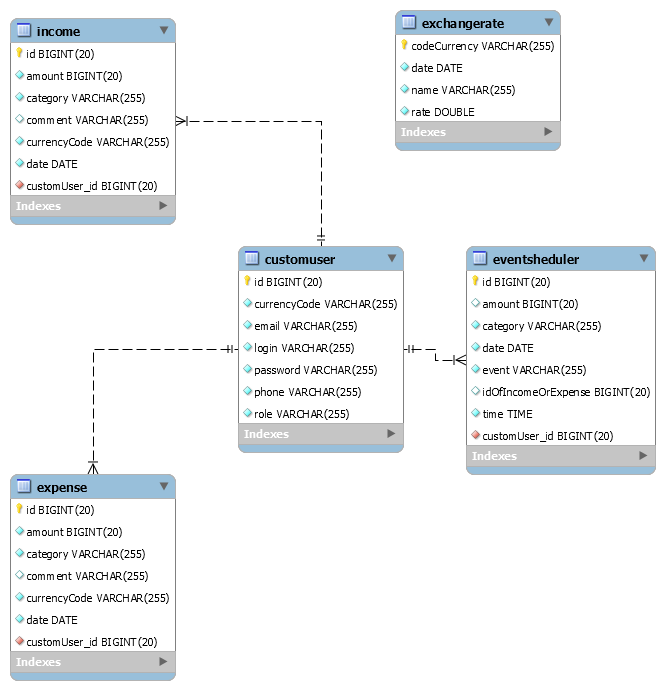 income
id BIGINT(20)
amount BIGINT(20)
category VARCHAR(255)
comment VARCHAR(255)
currencyCode VARCHAR(255)
date DATE
customUser_id BIGINT(20)
Indexes
exchangerate
codeCurrency VARCHAR(255)
date DATE
name VARCHAR(255)
rate DOUBLE
Indexes
customuser
id BIGINT(20)
currencyCode VARCHAR(255)
email VARCHAR(255)
login VARCHAR(255)
password VARCHAR(255)
phone VARCHAR(255)
role VARCHAR(255)
Indexes
eventsheduler
id BIGINT(20)
amount BIGINT(20)
category VARCHAR(255)
date DATE
event VARCHAR(255)
idOfIncomeOrExpense BIGINT(20)
time TIME
customUser_id BIGINT(20)
Indexes
expense
id BIGINT(20)
amount BIGINT(20)
category VARCHAR(255)
comment VARCHAR(255)
currencyCode VARCHAR(255)
date DATE
customUser_id BIGINT(20)
Indexes